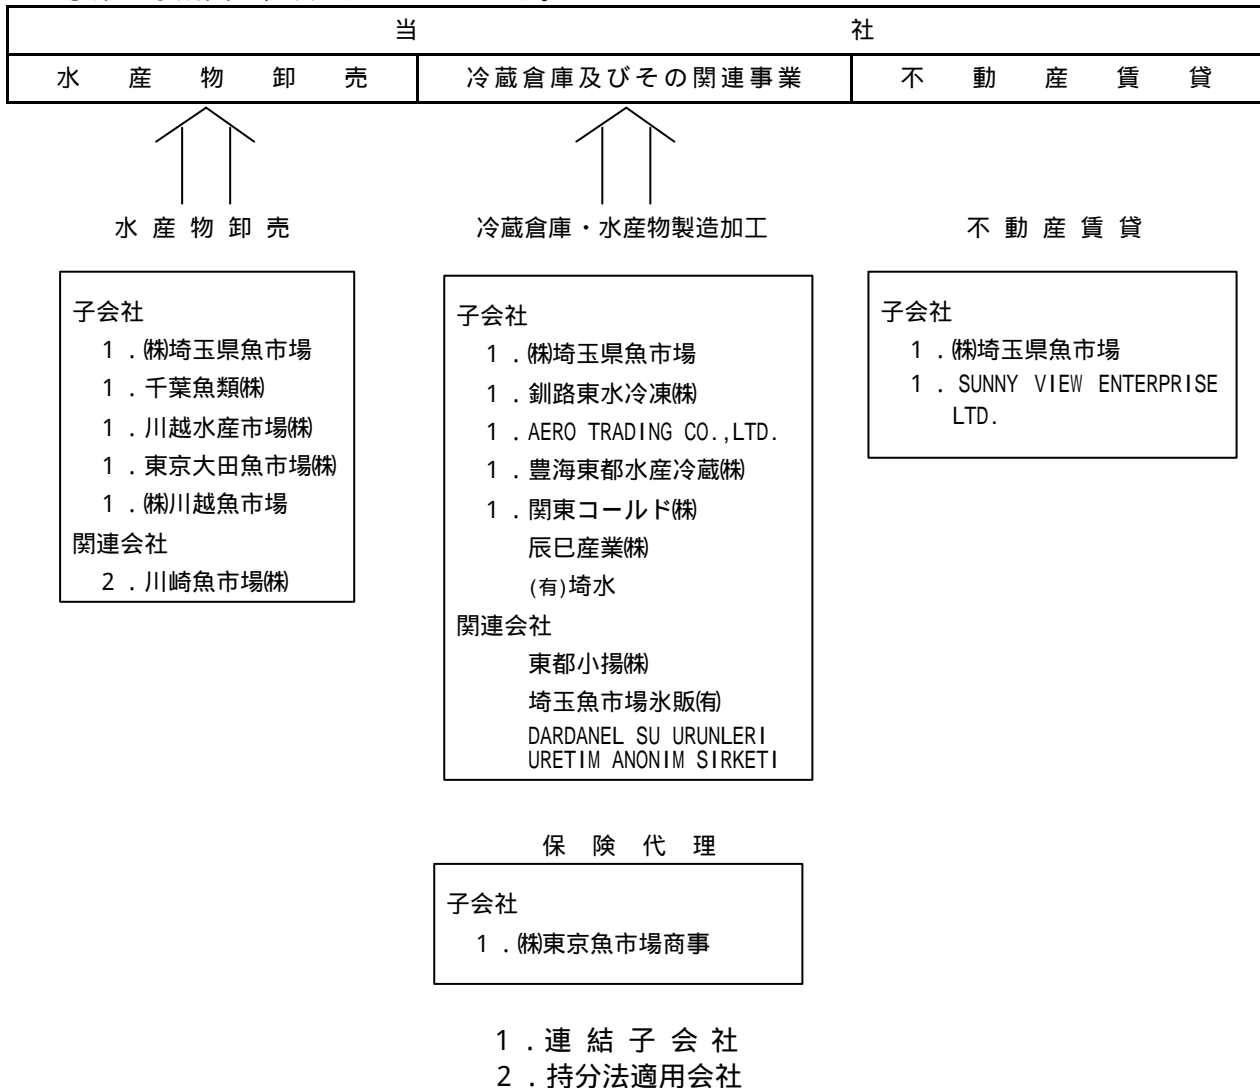 当社
水産物卸売 冷蔵倉庫及びその関連事業 不動産賃貸
水産物卸売
子会社
1.㈱埼玉県魚市場
1.千葉魚類㈱
1.川越水産市場㈱
1.東京大田魚市場㈱
1.㈱川越魚市場
関連会社
2.川崎魚市場㈱
冷蔵倉庫・水産物製造加工
子会社
1.㈱埼玉県魚市場
1.釧路東水冷凍㈱
1.AERO TRADING CO.,LTD.
1.豊海東都水産冷蔵㈱
1.関東コールド㈱
辰巳産業㈱
(有)埼水
関連会社
東都小揚㈱
埼玉魚市場氷販㈲
DARDANEL SU URUNLERI
URETIM ANONIM SIRKETI
不動産賃貸
子会社
1.㈱埼玉県魚市場
1.SUNNY VIEW ENTERPRISE
LTD.
保険代理
子会社
1.㈱東京魚市場商事
1.連結子会社
2.持分法適用会社